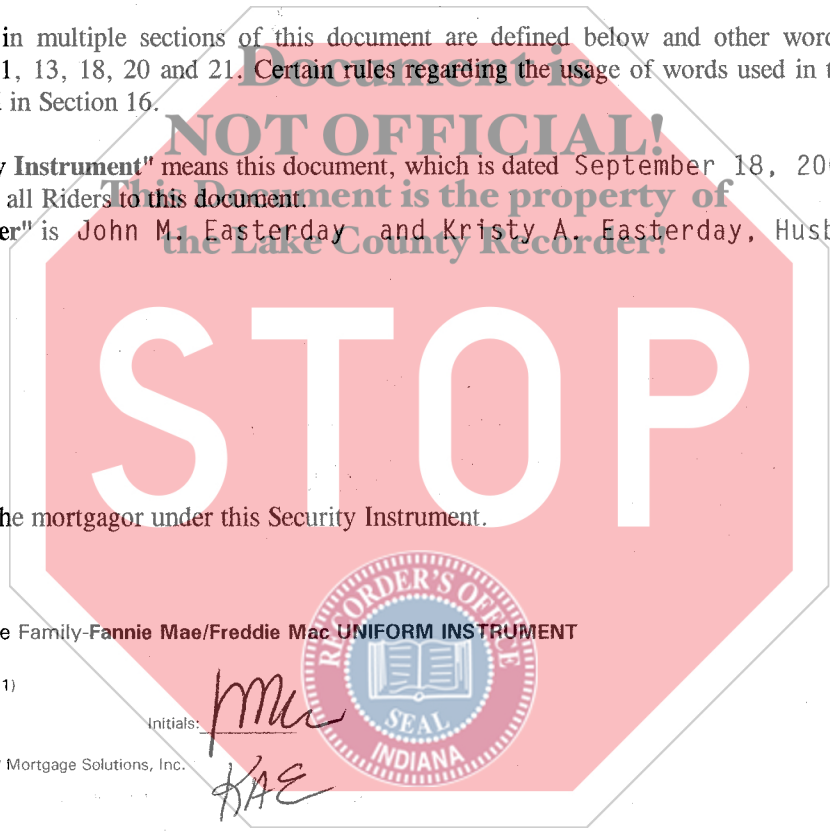 in multiple sections of this document are defined below and other word
1, 13, 18, 20 and 21. Certain rules regarding the usage of words used in t
in Section 16.
Document is
NOT OFFICIAL!
This Document is the property of
the Lake County Recorder!
y Instrument" means this document, which is dated September 18, 20
all Riders to this document.
er" is John M. Easterday and Kristy A. Easterday, Husb
STOP
he mortgagor under this Security Instrument.
RECORDER'S OFFICE
SEAL
INDIANA
e Family-Fannie Mae/Freddie Mac UNIFORM INSTRUMENT
1)
Initials:
Mortgage Solutions, Inc.
KAE